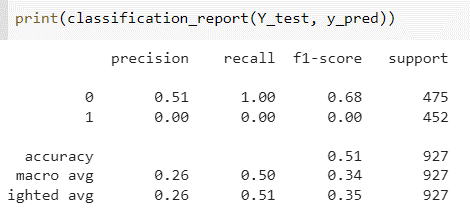 print(classification_report(Y_test, y_pred))
precision recall f1-score support
0 0.51 1.00 0.68 475
1 0.00 0.00 0.00 452
accuracy 0.51 927
macro avg 0.26 0.50 0.34 927
ighted avg 0.26 0.51 0.35 927